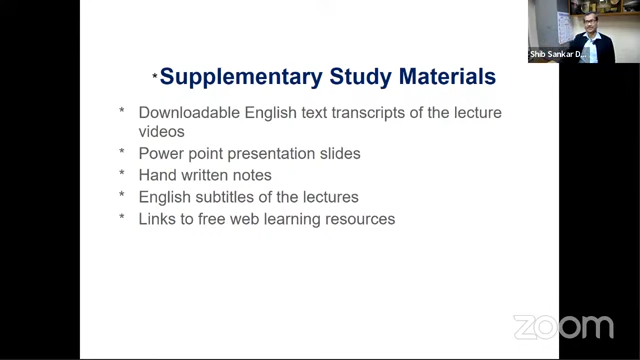 Shib Sankar D...
*Supplementary Study Materials
* Downloadable English text transcripts of the lecture
videos
* Power point presentation slides
* Hand written notes
* English subtitles of the lectures
* Links to free web learning resources
zoom